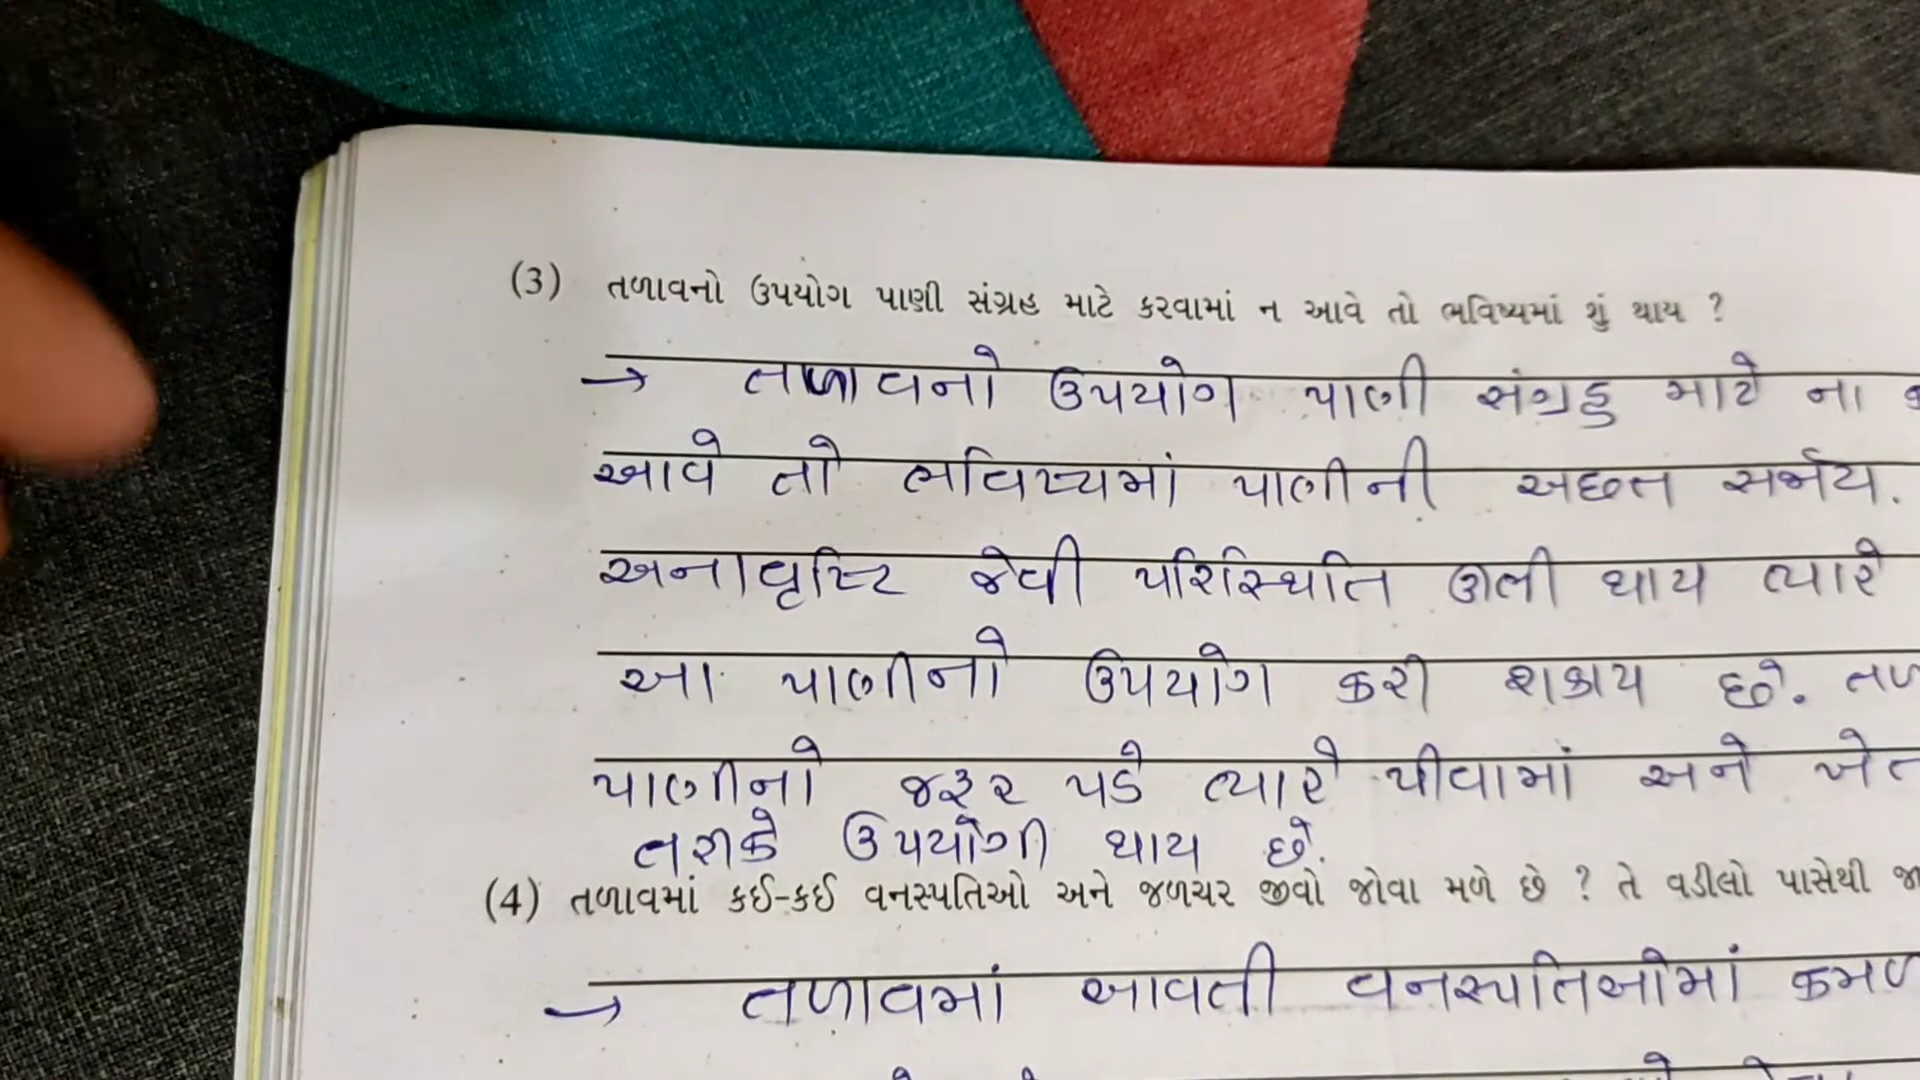 (3) તળાવનો ઉપયોગ પાણી સંગ્રહ માટે કરવામાં ન આવે તો ભવિષ્યમાં શું થાય ?
→ તળાવનો ઉપયોગ પાણી સંગ્રહ માટે ના
આવે તો ભવિષ્યમાં પાણીની અછત સર્જાય.
અનાવૃષ્ટિ જેવી પરિસ્થિતિ ઊભી થાય ત્યારે
આ પાણીનો ઉપયોગ કરી શકાય છે.
પાણીનો જરૂર પડે ત્યારે પીવામાં અને
તરીકે ઉપયોગી થાય છે.
(4) તળાવમાં કઈ-કઈ વનસ્પતિઓ અને જળચર જીવો જોવા મળે છે ? તે વડીલો પાસેથી
→ તળાવમાં આવતી વનસ્પતિઓમાં કમળ